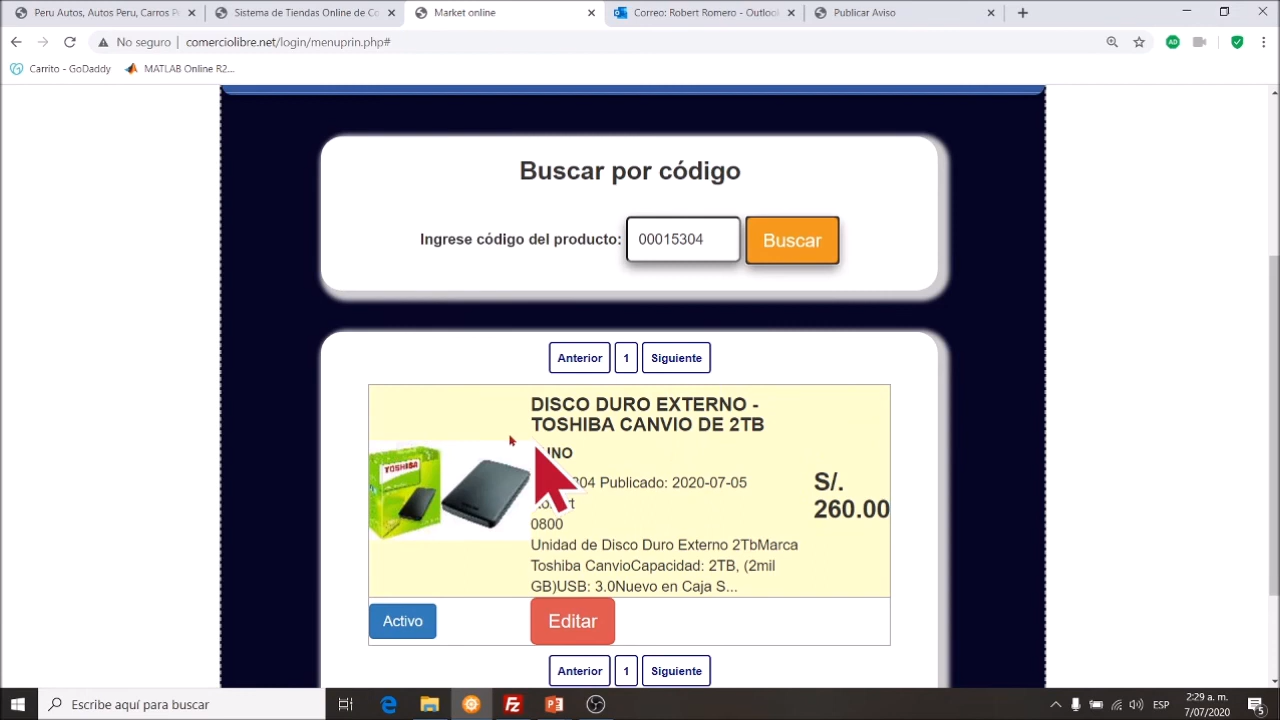 Peru Autos, Autos Peru, Carros P
Sistema de Tiendas Online de Co
Market online
Correo: Robert Romero - Outlook
Publicar Aviso
No seguro
comerciolibre.net/login/menuprin.php#
Carrito - GoDaddy
MATLAB Online R2...
Buscar por código
Ingrese código del producto:
00015304
Buscar
Anterior
1
Siguiente
DISCO DURO EXTERNO -
TOSHIBA CANVIO DE 2TB
Publicado: 2020-07-05
S/.
260.00
0800
Unidad de Disco Duro Externo 2TbMarca
Toshiba CanvioCapacidad: 2TB, (2mil
GB)USB: 3.0Nuevo en Caja S...
TOSHIBA
Activo
Editar
Anterior
1
Siguiente
Escribe aquí para buscar
ESP
2:29 a. m.
7/07/2020
5